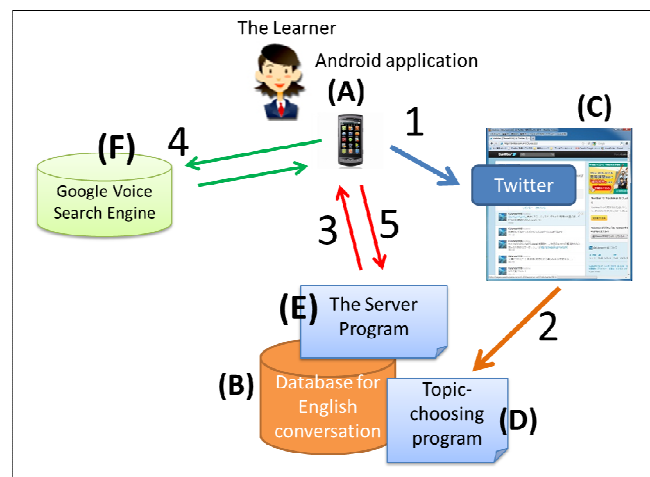 The Learner
Android application
(A)
(C)
1
(F)
4
Google Voice
Search Engine
Twitter
3
5
(E)
The Server
Program
2
(B)
Database for
English
conversation
Topic-
choosing
program
(D)